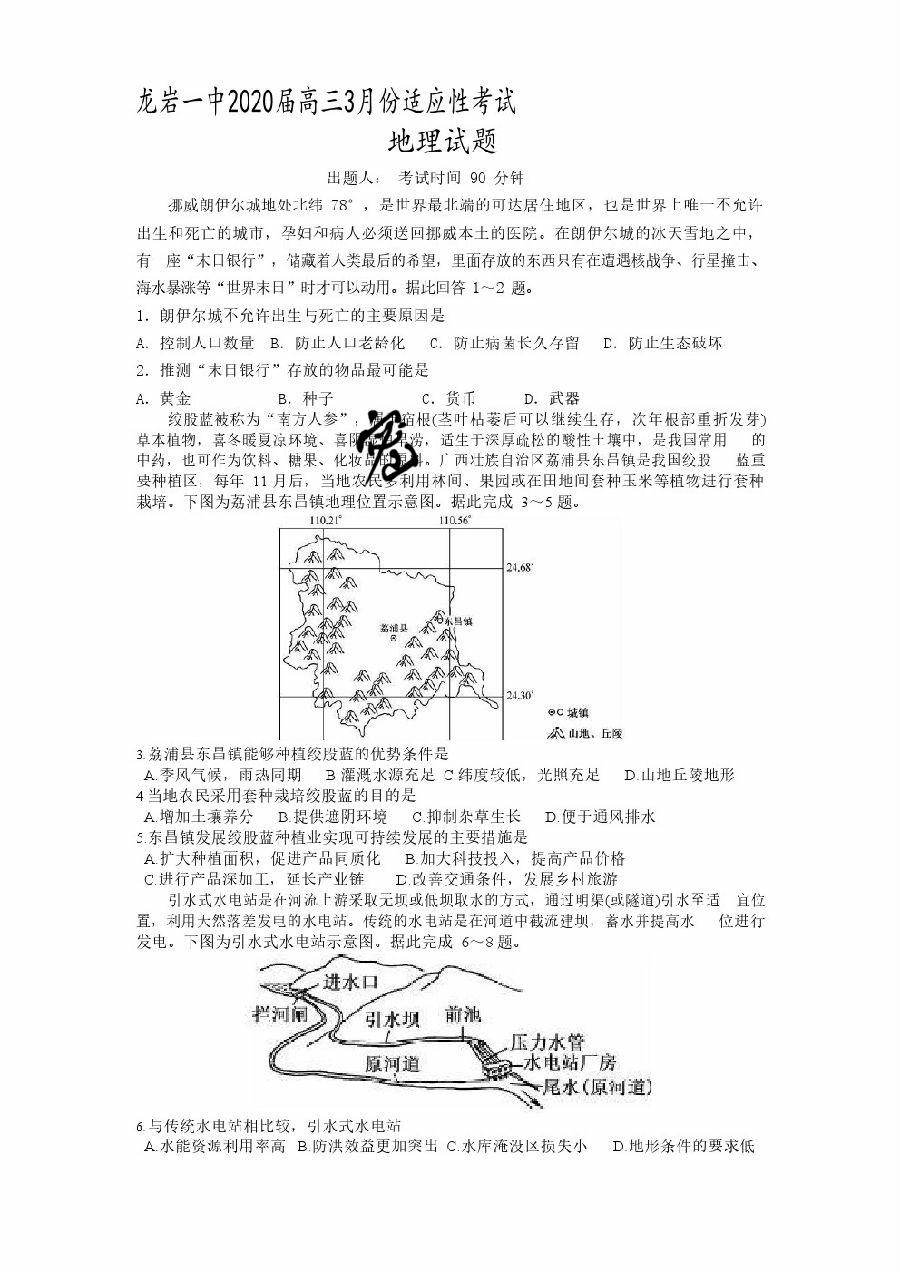 龙岩一中2020届高三3月份适应性考试
地理试题
出题人： 考试时间 90 分钟
挪威朗伊尔城地处北纬 78°，是世界最北端的可达居住地区，也是世界上唯一不允许
出生和死亡的城市，孕妇和病人必须送回挪威本土的医院。在朗伊尔城的冰天雪地之中，
有 座“末日银行”，储藏着人类最后的希望，里面存放的东西只有在遭遇核战争、行星撞击、
海水暴涨等“世界末日”时才可以动用。据此回答 1～2 题。
1．朗伊尔城不允许出生与死亡的主要原因是
A．控制人口数量 B．防止人口老龄化 C．防止病菌长久存留 D．防止生态破坏
2．推测“末日银行”存放的物品最可能是
A．黄金 B．种子 C．货币 D．武器
绞股蓝被称为“南方人参”，属 宿根(茎叶枯萎后可以继续生存，次年根部重新发芽)
草本植物，喜冬暖夏凉环境、喜阴 旱涝，适生于深厚疏松的酸性土壤中，是我国常用 的
中药，也可作为饮料、糖果、化妆品的原料。广西壮族自治区荔浦县东昌镇是我国绞股 蓝重
要种植区，每年 11 月后，当地农民多利用林间、果园或在田地间套种玉米等植物进行套种
栽培。下图为荔浦县东昌镇地理位置示意图。据此完成 3～5 题。
110.21° 110.56°
24.68°
荔浦县
东昌镇
24.30°
城镇
山地、丘陵
3.荔浦县东昌镇能够种植绞股蓝的优势条件是
A.季风气候，雨热同期 B 灌溉水源充足 C 纬度较低，光照充足 D.山地丘陵地形
4 当地农民采用套种栽培绞股蓝的目的是
A.增加土壤养分 B.提供遮阴环境 C.抑制杂草生长 D.便于通风排水
5.东昌镇发展绞股蓝种植业实现可持续发展的主要措施是
A.扩大种植面积，促进产品同质化 B.加大科技投入，提高产品价格
C.进行产品深加工，延长产业链 D.改善交通条件，发展乡村旅游
引水式水电站是在河流上游采取无坝或低坝取水的方式，通过明渠(或隧道)引水至适 宜位
置，利用天然落差发电的水电站。传统的水电站是在河道中截流建坝，蓄水并提高水 位进行
发电。下图为引水式水电站示意图。据此完成 6～8 题。
进水口
拦河闸
引水坝 前池
压力水管
原河道
水电站厂房
尾水(原河道)
6.与传统水电站相比较，引水式水电站
A.水能资源利用率高 B.防洪效益更加突出 C.水库淹没区损失小 D.地形条件的要求低